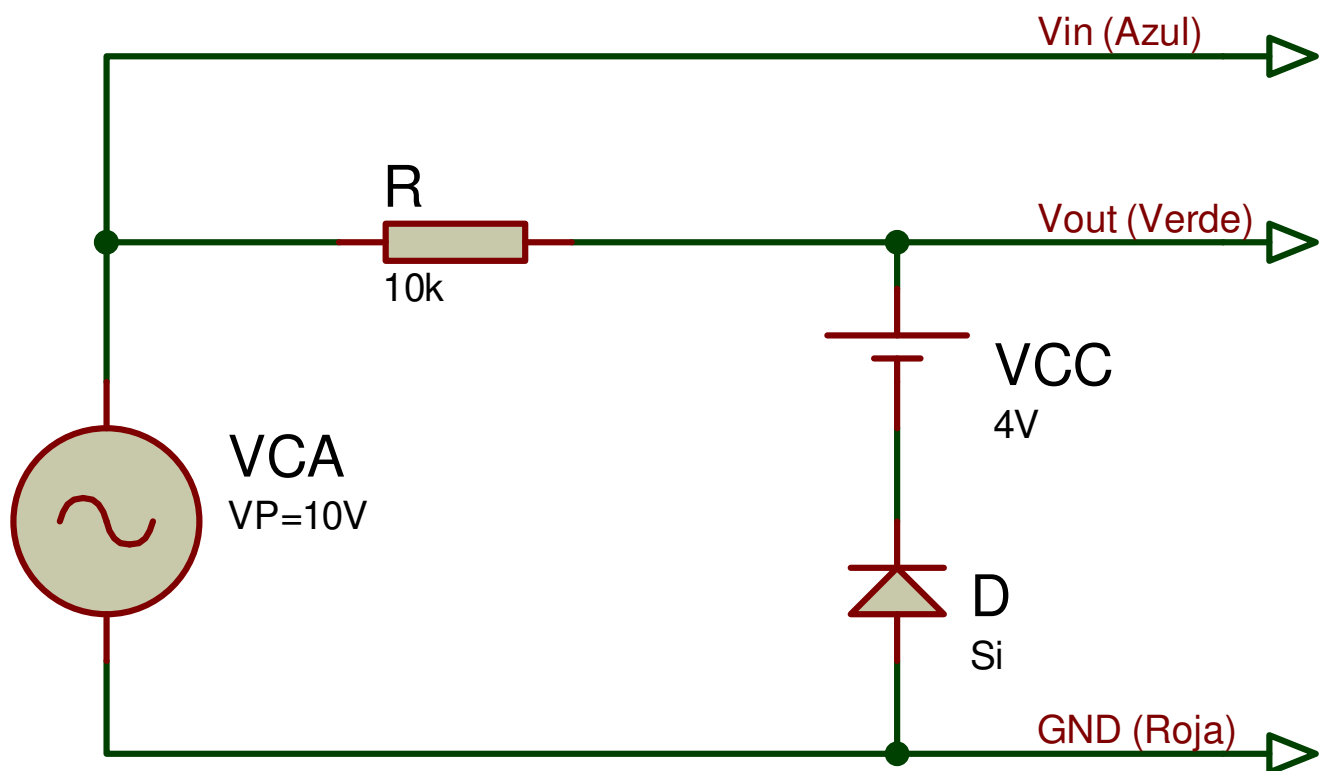 Vin (Azul)
R
10k
Vout (Verde)
VCC
4V
VCA
VP=10V
D
Si
GND (Roja)